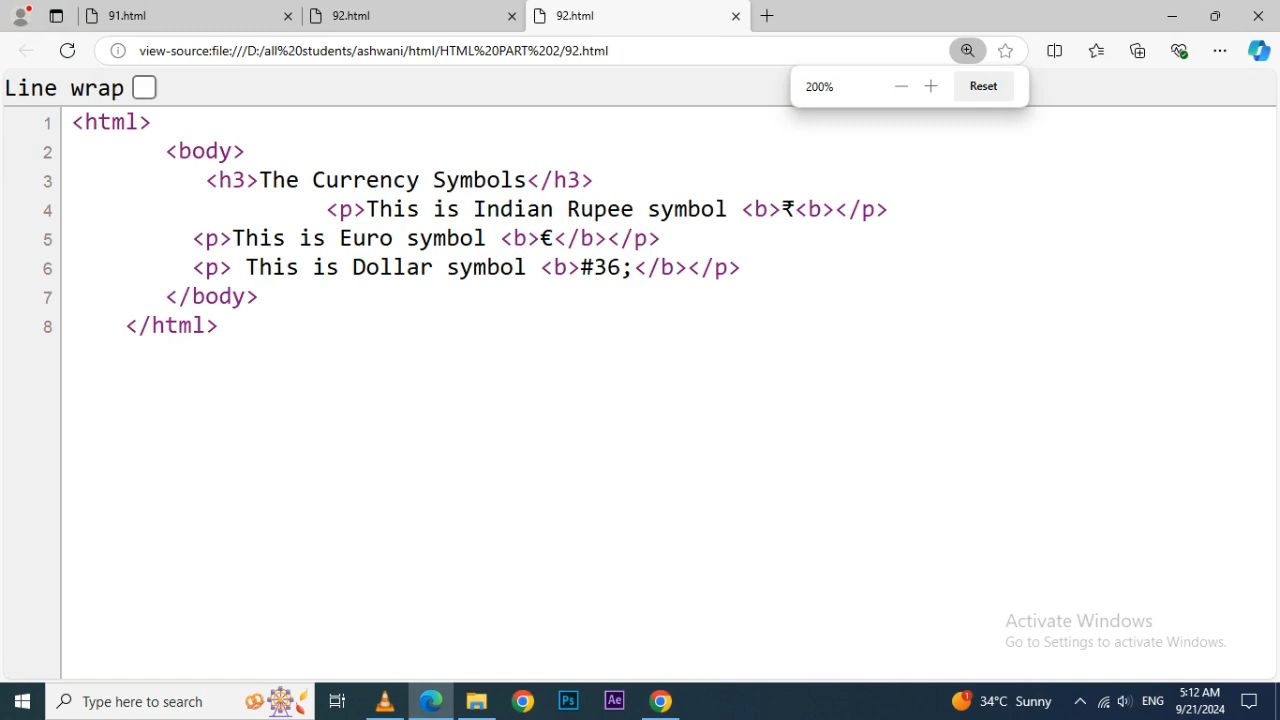 91.html
92.html
92.html
view-source:file:///D:/all%20students/ashwani/html/HTML%20PART%202/92.html
Line wrap
200%
Reset
1 <html>
2 <body>
3 <h3>The Currency Symbols</h3>
4 <p>This is Indian Rupee symbol <b>₹<b></p>
5 <p>This is Euro symbol <b>€</b></p>
6 <p> This is Dollar symbol <b>#36;</b></p>
7 </body>
8 </html>
Activate Windows
Go to Settings to activate Windows.
Type here to search
Ps
Ae
1
34°C Sunny
ENG
5:12 AM
9/21/2024